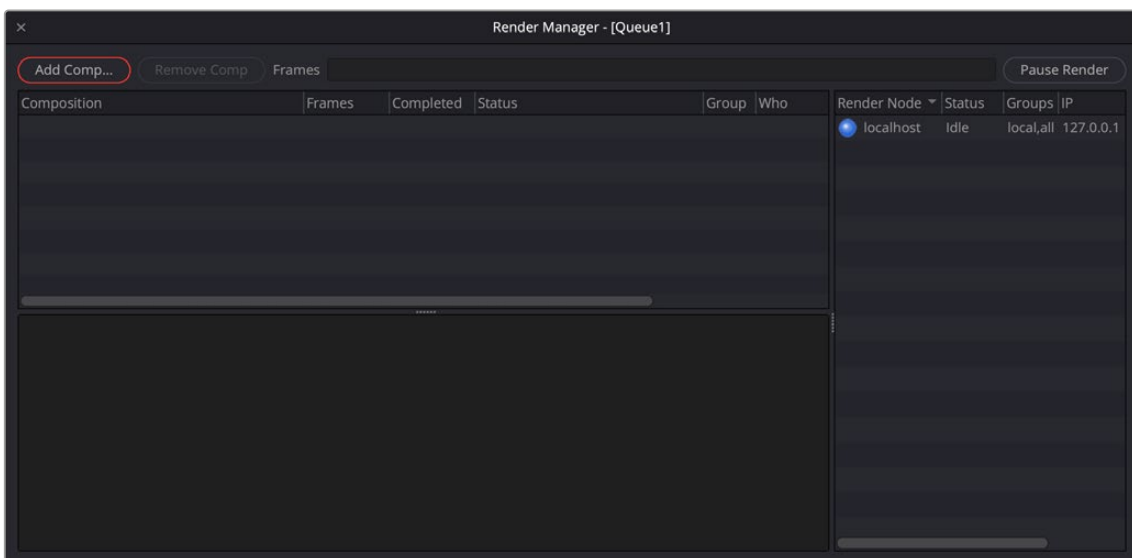 Render Manager - [Queue1]
Add Comp... Remove Comp Frames Pause Render
Composition Frames Completed Status Group Who Render Node Status Groups IP
localhost Idle local,all 127.0.0.1